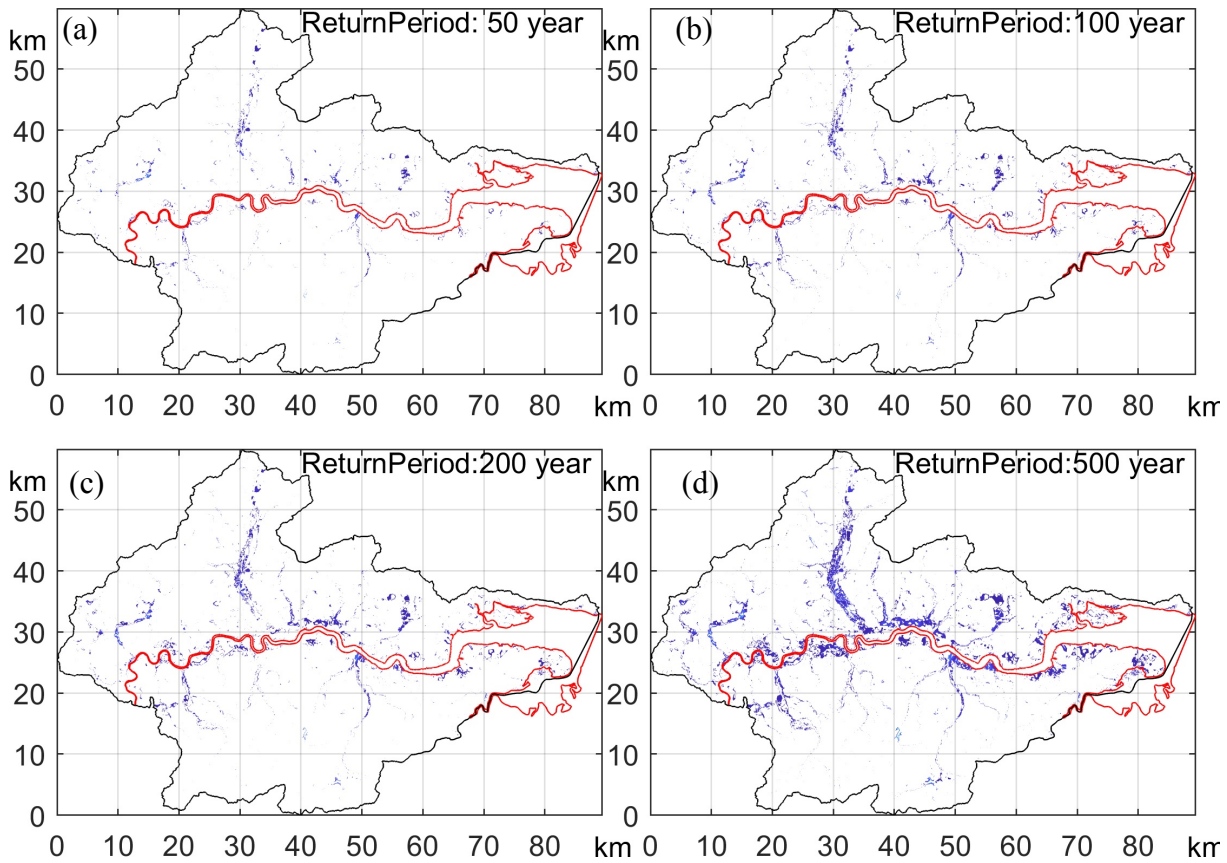 (a) ReturnPeriod: 50 year
km
50
40
30
20
10
0
0 10 20 30 40 50 60 70 80 km
(b) ReturnPeriod:100 year
km
50
40
30
20
10
0
0 10 20 30 40 50 60 70 80 km
(c) ReturnPeriod:200 year
km
50
40
30
20
10
0
0 10 20 30 40 50 60 70 80 km
(d) ReturnPeriod:500 year
km
50
40
30
20
10
0
0 10 20 30 40 50 60 70 80 km